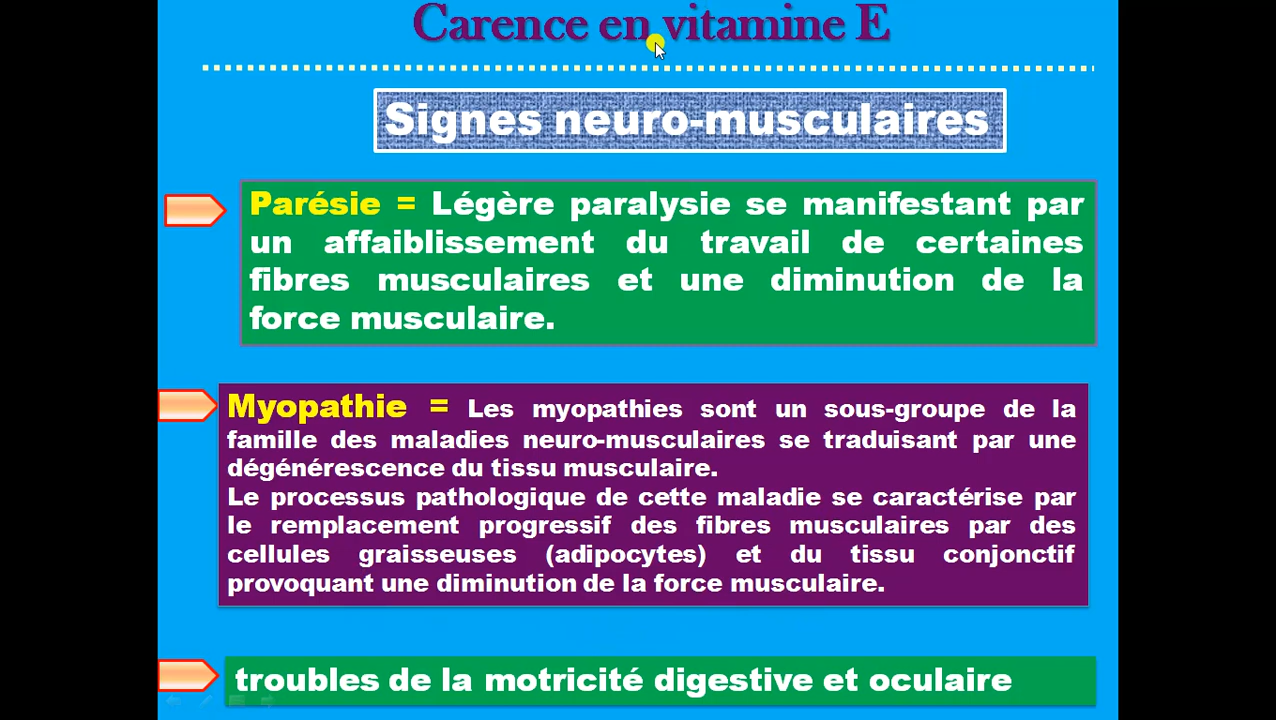 Carence en vitamine E
Signes neuro-musculaires
Parésie = Légère paralysie se manifestant par
un affaiblissement du travail de certaines
fibres musculaires et une diminution de la
force musculaire.
Myopathie = Les myopathies sont un sous-groupe de la
famille des maladies neuro-musculaires se traduisant par une
dégénérescence du tissu musculaire.
Le processus pathologique de cette maladie se caractérise par
le remplacement progressif des fibres musculaires par des
cellules graisseuses (adipocytes) et du tissu conjonctif
provoquant une diminution de la force musculaire.
troubles de la motricité digestive et oculaire